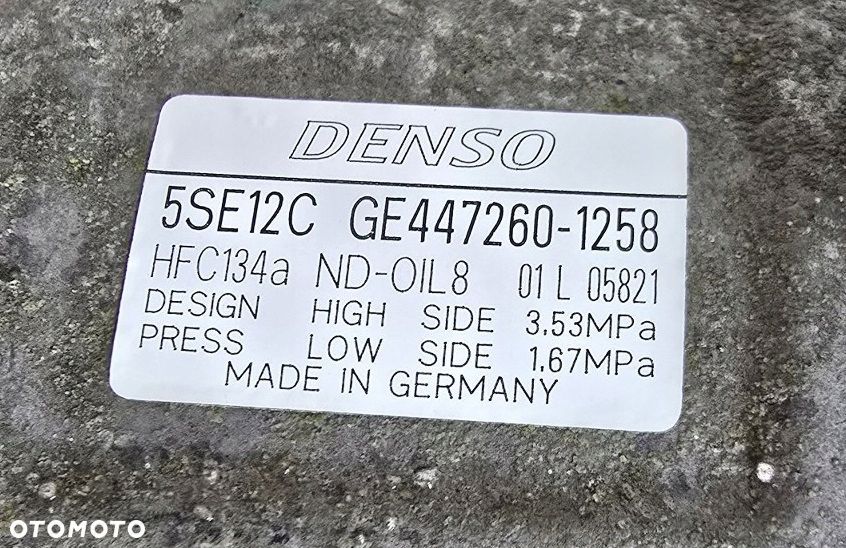 DENSO
5SE12C GE447260-1258
HFC134a ND-OIL8 01 L 05821
DESIGN HIGH SIDE 3.53MPa
PRESS LOW SIDE 1.67MPa
MADE IN GERMANY
OTOMOTO